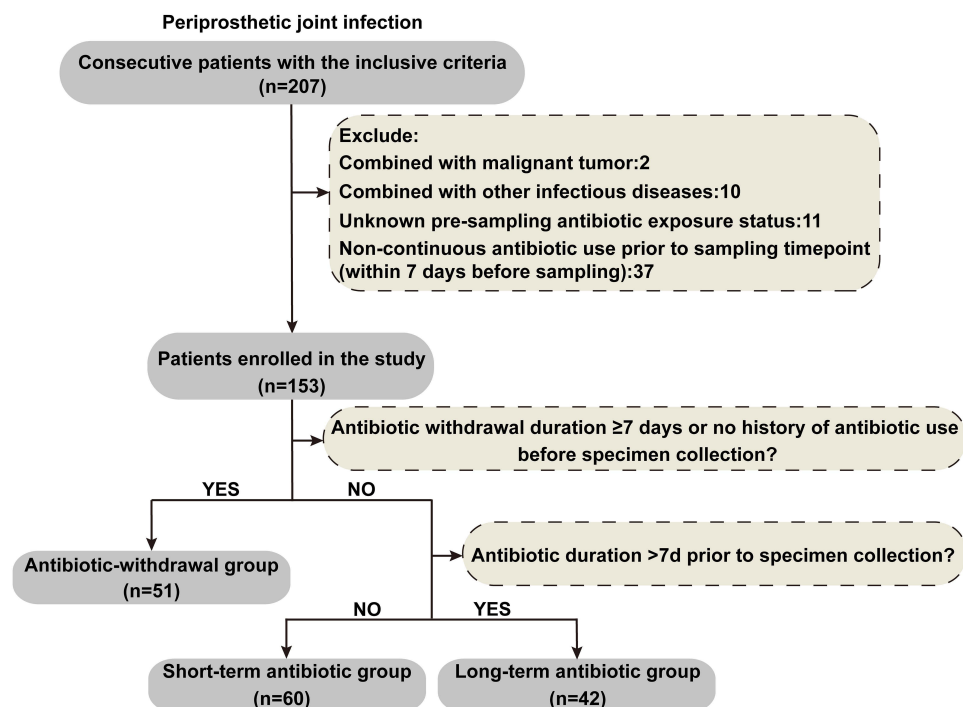 Periprosthetic joint infection
Consecutive patients with the inclusive criteria
(n=207)
Exclude:
Combined with malignant tumor:2
Combined with other infectious diseases:10
Unknown pre-sampling antibiotic exposure status:11
Non-continuous antibiotic use prior to sampling timepoint
(within 7 days before sampling):37
Patients enrolled in the study
(n=153)
Antibiotic withdrawal duration ≥7 days or no history of antibiotic use
before specimen collection?
YES
NO
Antibiotic-withdrawal group
(n=51)
Antibiotic duration >7d prior to specimen collection?
NO
YES
Short-term antibiotic group
(n=60)
Long-term antibiotic group
(n=42)